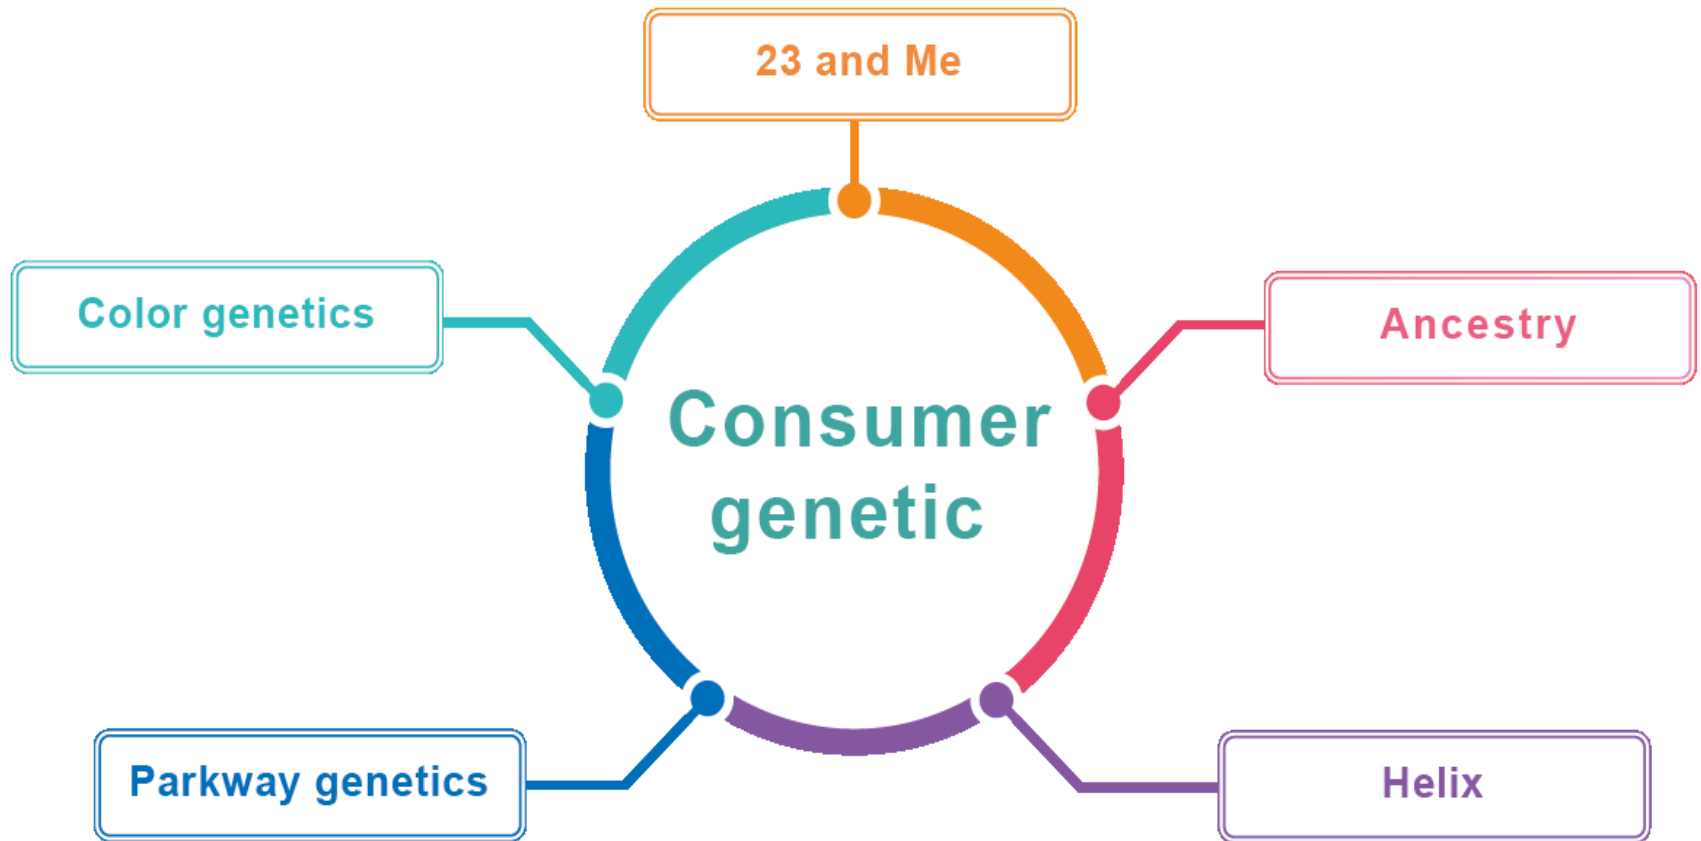 23 and Me
Color genetics
Ancestry
Consumer
genetic
Parkway genetics
Helix